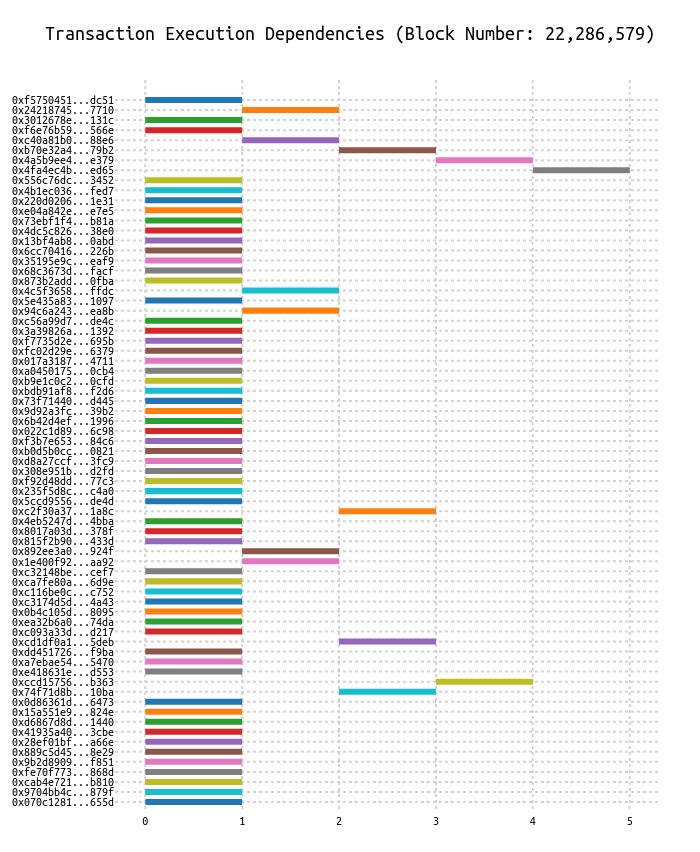 Transaction Execution Dependencies (Block Number: 22,286,579)
0xf5750451...dc51
0x24218745...7710
0x3012678e...131c
0xf6e76b59...566e
0xc40a81b0...88e6
0xb70e32a4...79b2
0x4a5b9ee4...e379
0x4fa4ec4b...ed65
0x556c76dc...3452
0x4b1ec036...fed7
0x220d0206...1e31
0xe04a842e...e7e5
0x73ebf1f4...b81a
0x4dc5c826...38e0
0x13bf4ab8...0abd
0x6cc70416...226b
0x35195e9c...eaf9
0x68c3673d...facf
0x873b2add...0fba
0x4c5f3658...ffdc
0x5e435a83...1097
0x94c6a243...ea8b
0xc56a99d7...de4c
0x3a39826a...1392
0xf7735d2e...695b
0xfc02d29e...6379
0x017a3187...4711
0xa0450175...0cb4
0xb9e1c0c2...0cfd
0xbdb91af8...f2d6
0x73f71440...d445
0x9d92a3fc...39b2
0x6b42d4ef...1996
0x022c1d89...6c98
0xf3b7e653...84c6
0xb0d5b0cc...0821
0xd8a27ccf...3fc9
0x308e951b...d2fd
0xf92d48dd...77c3
0x235f5d8c...c4a0
0x5ccd9556...de4d
0xc2f30a37...1a8c
0x4eb5247d...4bba
0x8017a03d...378f
0x815f2b90...433d
0x892ee3a0...924f
0x1e400f92...aa92
0xc32148be...cef7
0xca7fe80a...6d9e
0xc116be0c...c752
0xc3174d5d...4a43
0x0b4c105d...8095
0xea32b6a0...74da
0xc093a33d...d217
0xcd1df0a1...5deb
0xdd451726...f9ba
0xa7ebae54...5470
0xe418631e...d553
0xccd15756...b363
0x74f71d8b...10ba
0x0d86361d...6473
0x15a551e9...824e
0xd6867d8d...1440
0x41935a40...3cbe
0x28ef01bf...a66e
0x889c5d45...8e29
0x9b2d8909...f851
0xfe70f773...868d
0xcab4e721...b810
0x9704bb4c...879f
0x070c1281...655d
0 1 2 3 4 5